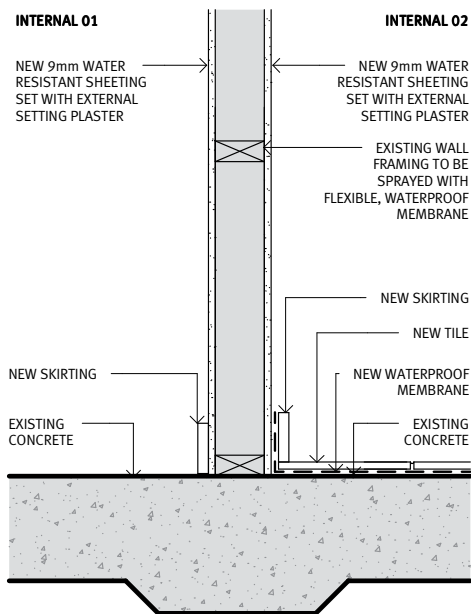 INTERNAL 01
NEW 9mm WATER
RESISTANT SHEETING
SET WITH EXTERNAL
SETTING PLASTER
NEW SKIRTING
EXISTING
CONCRETE
INTERNAL 02
NEW 9mm WATER
RESISTANT SHEETING
SET WITH EXTERNAL
SETTING PLASTER
EXISTING WALL
FRAMING TO BE
SPRAYED WITH
FLEXIBLE, WATERPROOF
MEMBRANE
NEW SKIRTING
NEW TILE
NEW WATERPROOF
MEMBRANE
EXISTING
CONCRETE